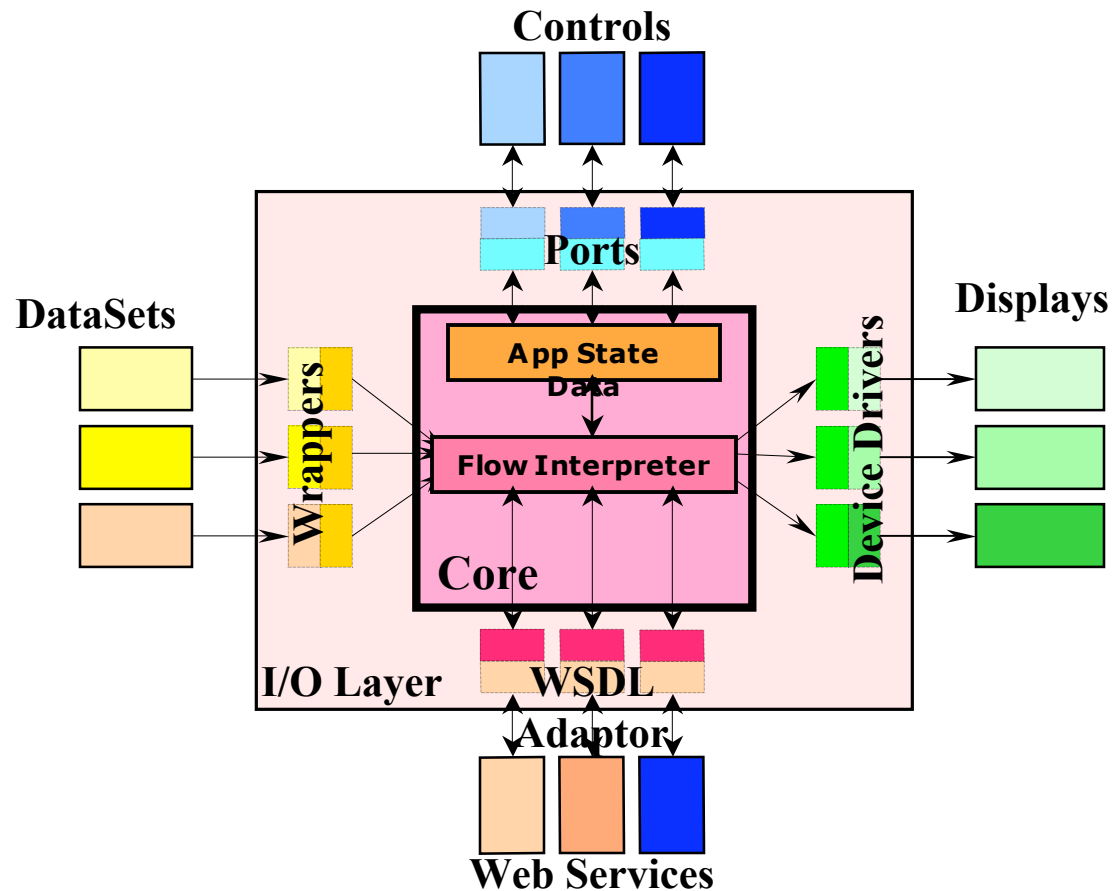 Controls
Ports
DataSets
Displays
App State
Data
Wrappers
Flow Interpreter
Device Drivers
Core
I/O Layer
WSDL
Adaptor
Web Services